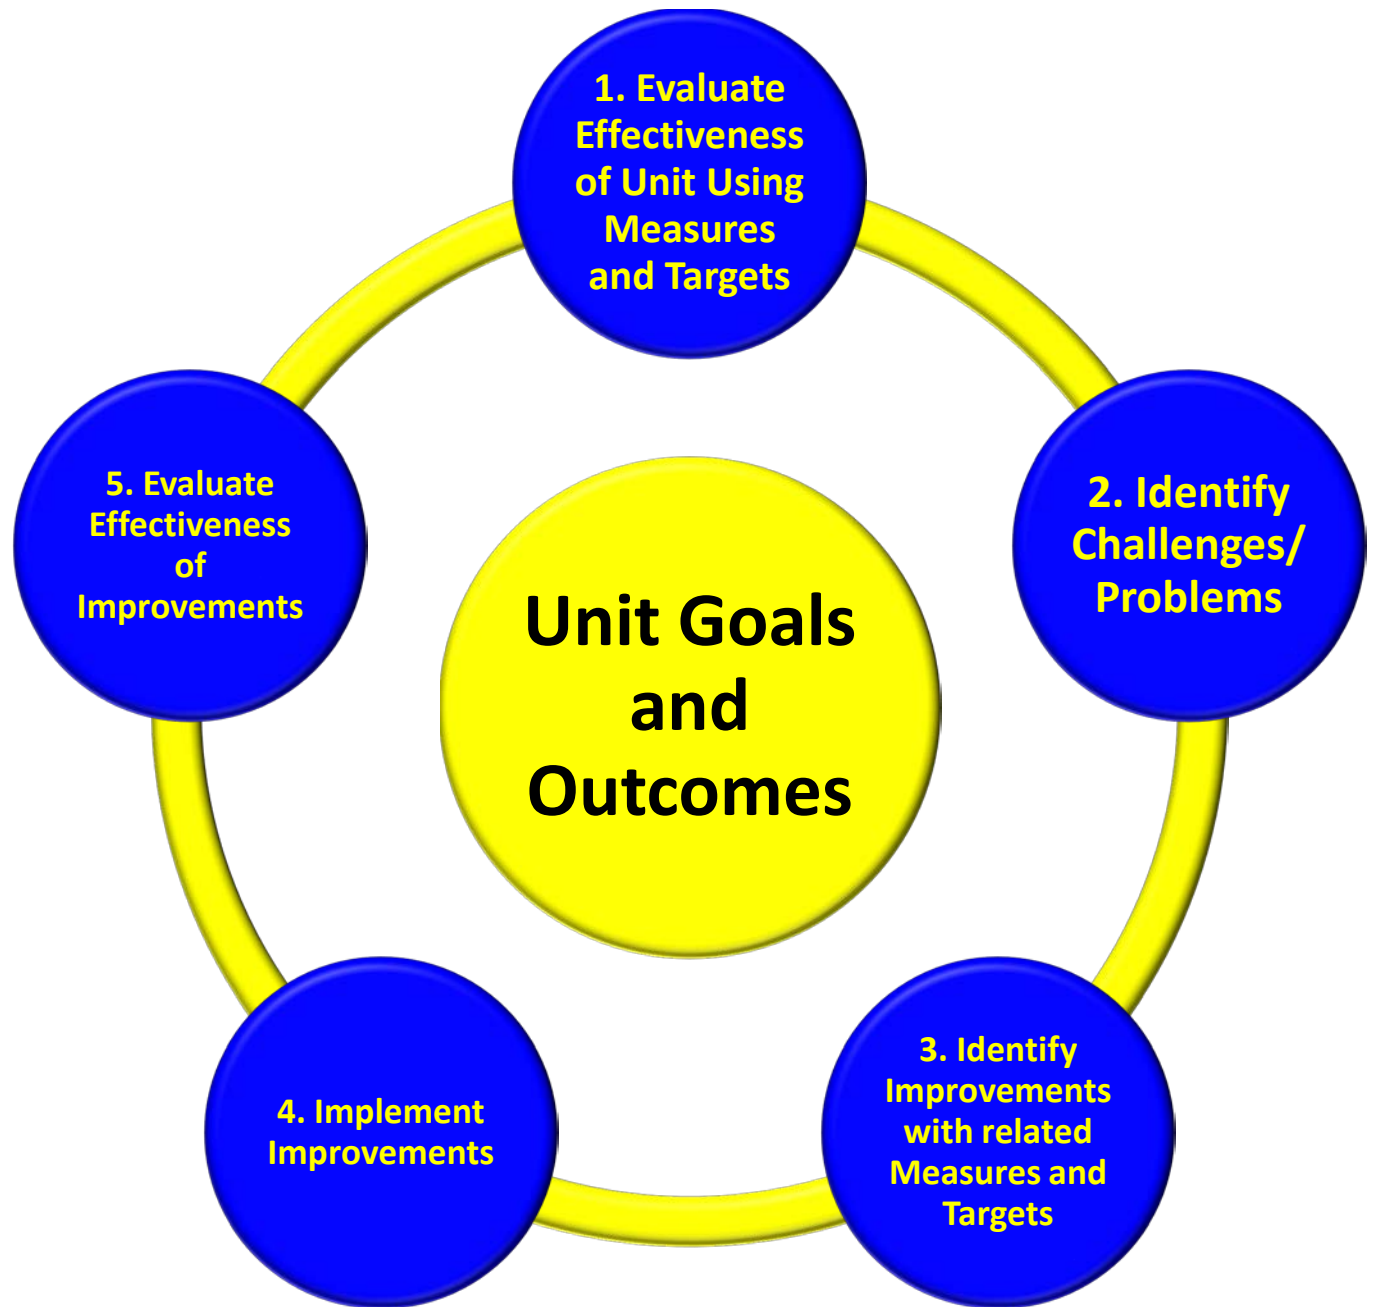 1. Evaluate
Effectiveness
of Unit Using
Measures
and Targets
2. Identify
Challenges/
Problems
3. Identify
Improvements
with related
Measures and
Targets
4. Implement
Improvements
5. Evaluate
Effectiveness
of
Improvements
Unit Goals
and
Outcomes